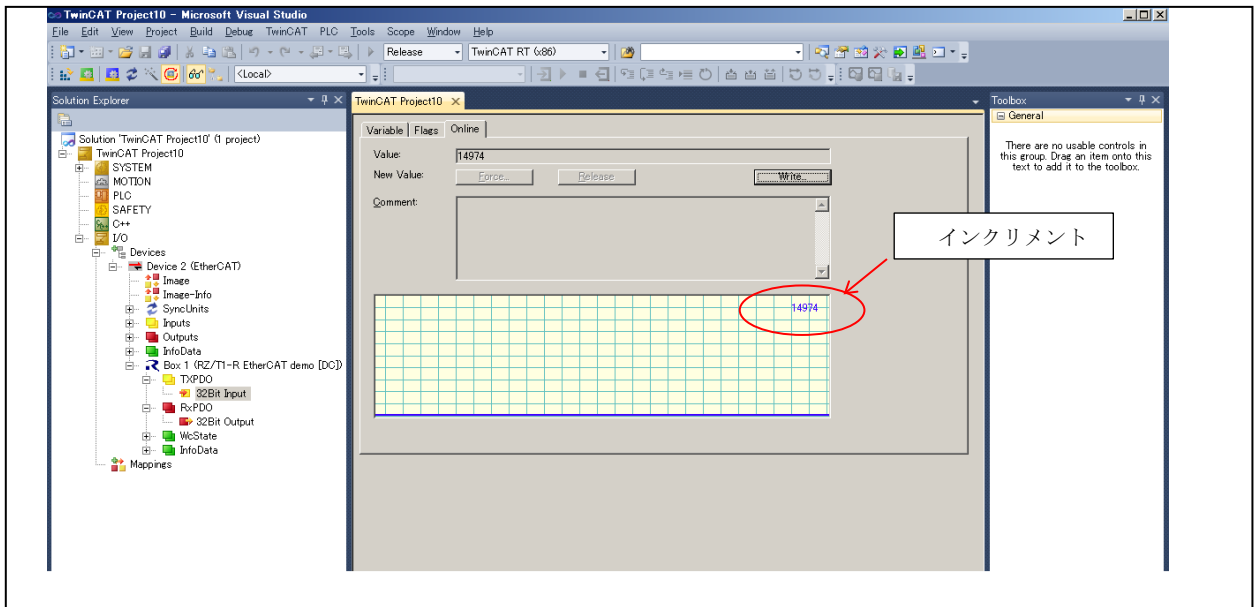 TwinCAT Project10 - Microsoft Visual Studio
File Edit View Project Build Debug TwinCAT PLC Tools Scope Window Help
Release TwinCAT RT (x86)
<Local>
Solution Explorer
Solution 'TwinCAT Project10' (1 project)
TwinCAT Project10
SYSTEM
MOTION
PLC
SAFETY
C++
I/O
Devices
Device 2 (EtherCAT)
Image
Image-Info
SyncUnits
Inputs
Outputs
InfoData
Box 1 (RZ/T1-R EtherCAT demo [DC])
TXPDO
32Bit Input
RxPDO
32Bit Output
WcState
InfoData
Mappings
TwinCAT Project10
Variable Flags Online
Value: 14974
New Value: Force... Release Write...
Comment:
14974
インクリメント
Toolbox
General
There are no usable controls in
this group. Drag an item onto this
text to add it to the toolbox.